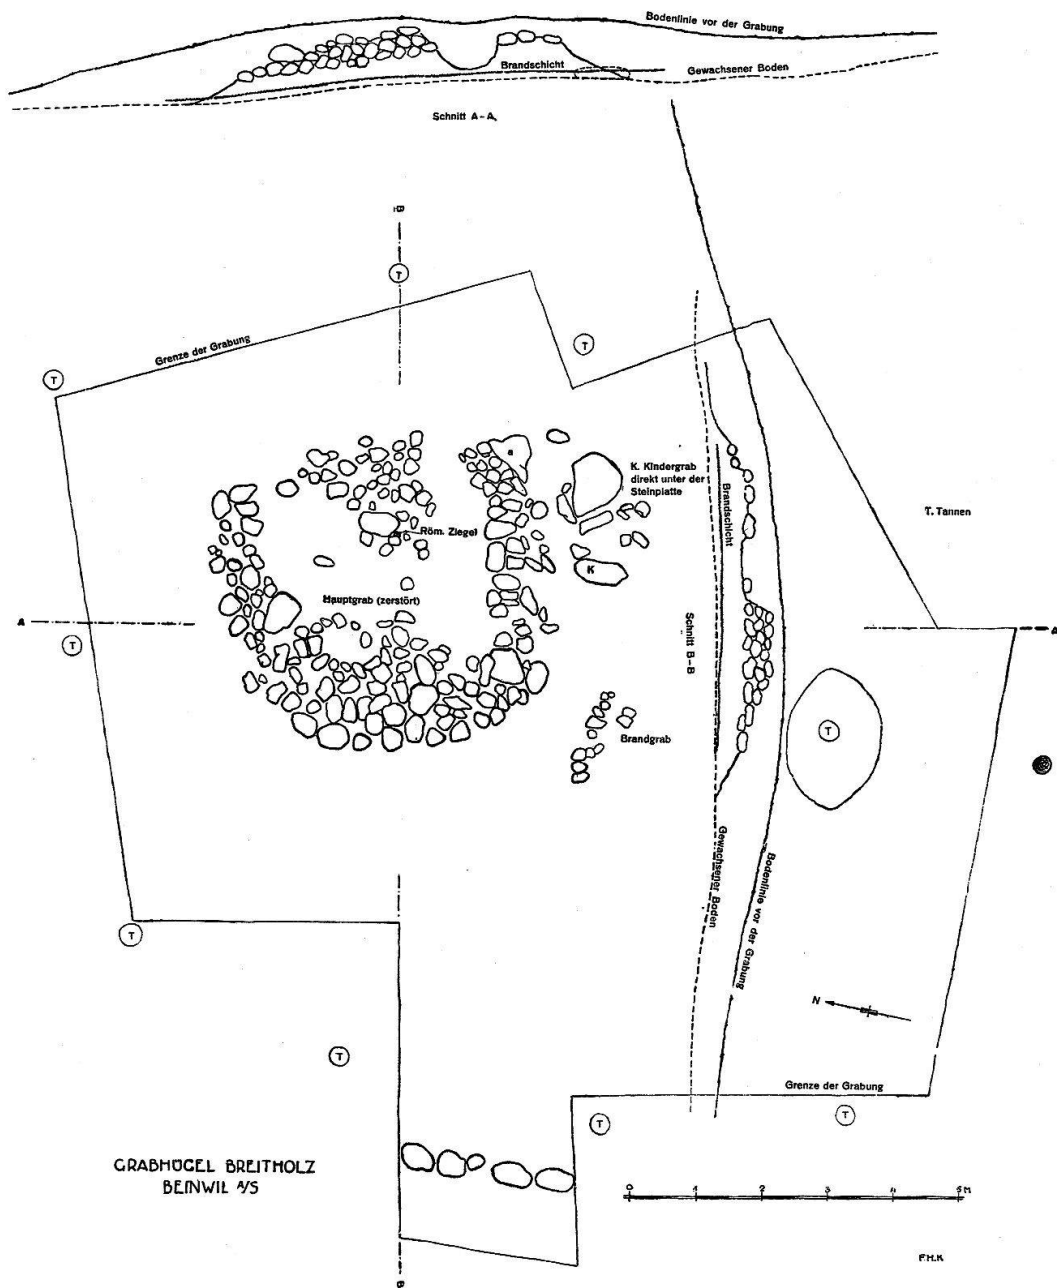 Bodenlinie vor der Grabung
Brandschicht
Gewachsener Boden
Schnitt A-A
B
T
T
T
Grenze der Grabung
a
K. Kindergrab
direkt unter der
Steinplatte
Röm. Ziegel
Brandschicht
T. Tannen
K
Hauptgrab (zerstört)
A
A
T
Schnitt B-B
Brandgrab
T
Gewachsener Boden
Bodenlinie vor der Grabung
T
N
T
Grenze der Grabung
T
T
GRABHÜGEL BREITHOLZ
BEINWIL A/S
0 1 2 3 4 5 M
F.H.K
B